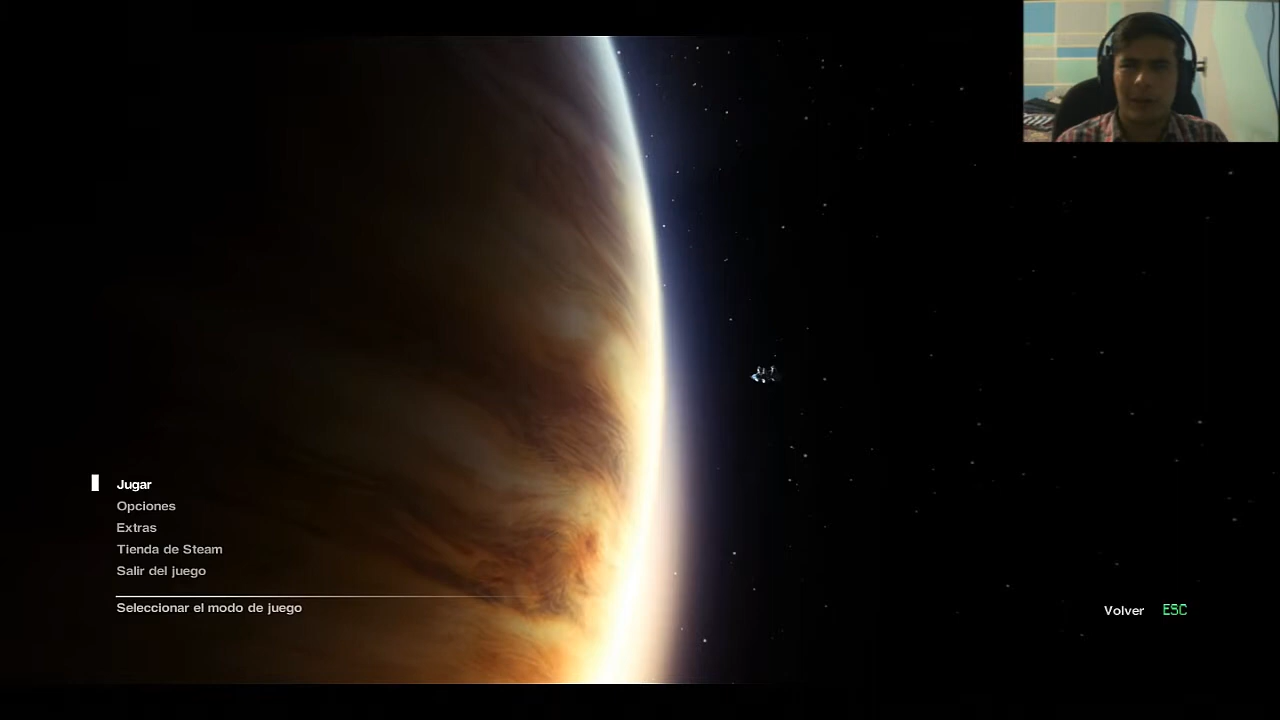 Jugar
Opciones
Extras
Tienda de Steam
Salir del juego
Seleccionar el modo de juego
Volver ESC